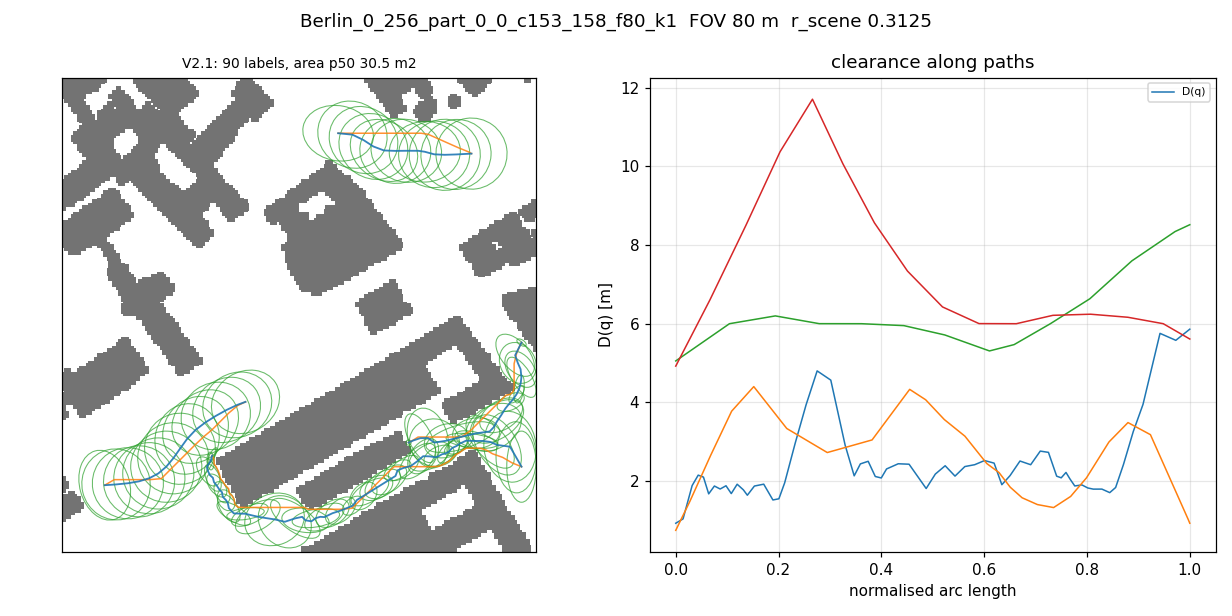 Berlin_0_256_part_0_0_c153_158_f80_k1  FOV 80 m  r_scene 0.3125
V2.1: 90 labels, area p50 30.5 m2
clearance along paths
D(q)
D(q) [m]
12
10
8
6
4
2
0.0 0.2 0.4 0.6 0.8 1.0
normalised arc length